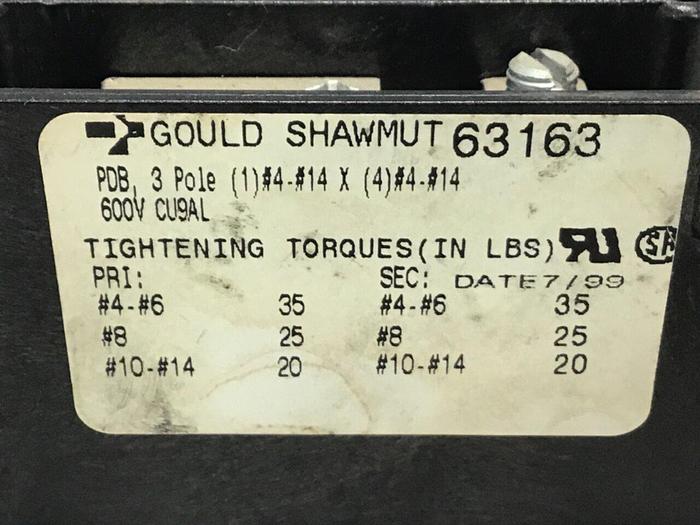 GOULD SHAWMUT 63163
PDB, 3 Pole (1)#4-#14 X (4)#4-#14
600V CU9AL
TIGHTENING TORQUES(IN LBS) RU SA
PRI: SEC: DATE7/99
#4-#6 35 #4-#6 35
#8 25 #8 25
#10-#14 20 #10-#14 20